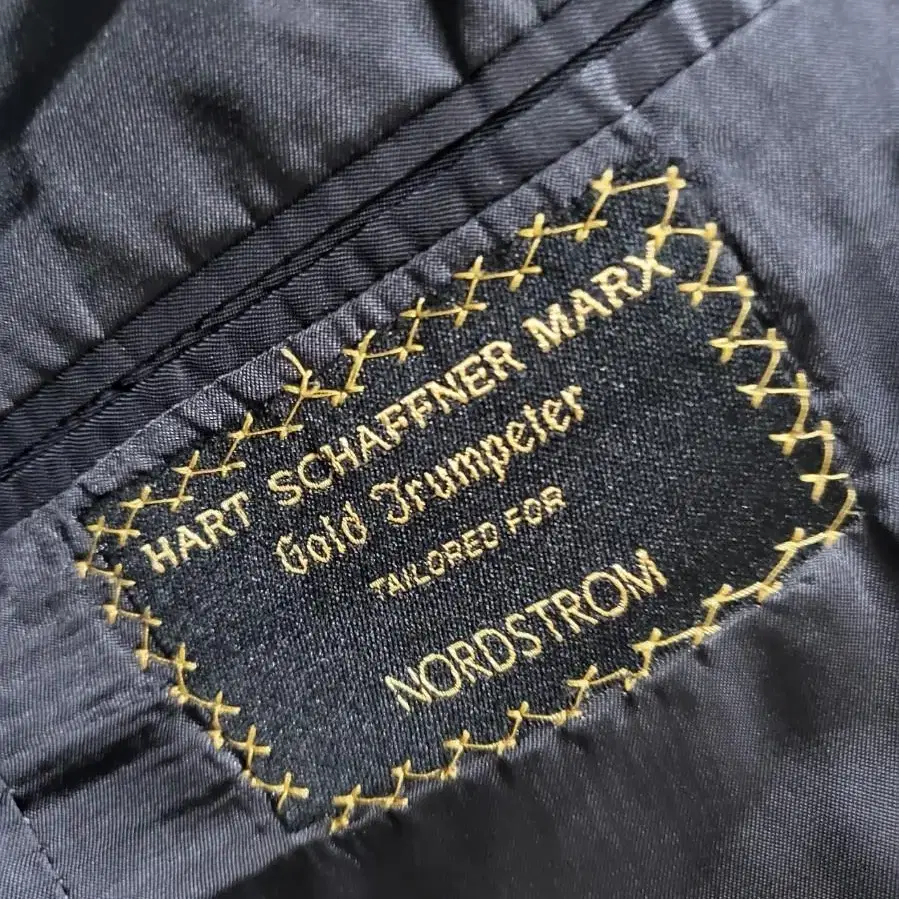 HART SCHAFFNER MARX
Gold Trumpeter
TAILORED FOR
NORDSTROM